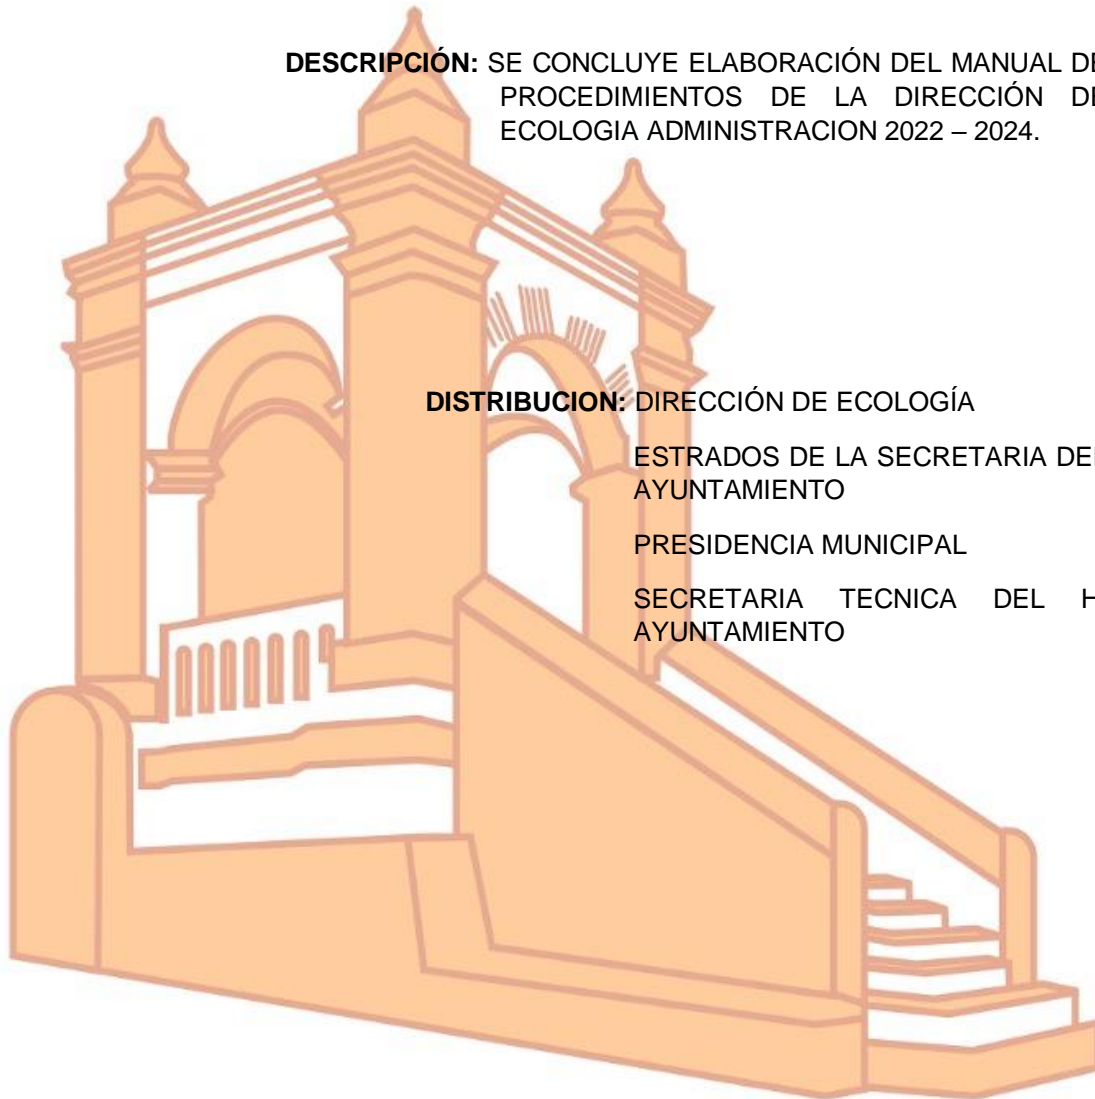 DESCRIPCIÓN: SE CONCLUYE ELABORACIÓN DEL MANUAL DE
PROCEDIMIENTOS DE LA DIRECCIÓN DE
ECOLOGIA ADMINISTRACION 2022 – 2024.
DISTRIBUCION: DIRECCIÓN DE ECOLOGÍA
ESTRADOS DE LA SECRETARIA DEL
AYUNTAMIENTO
PRESIDENCIA MUNICIPAL
SECRETARIA TECNICA DEL H
AYUNTAMIENTO